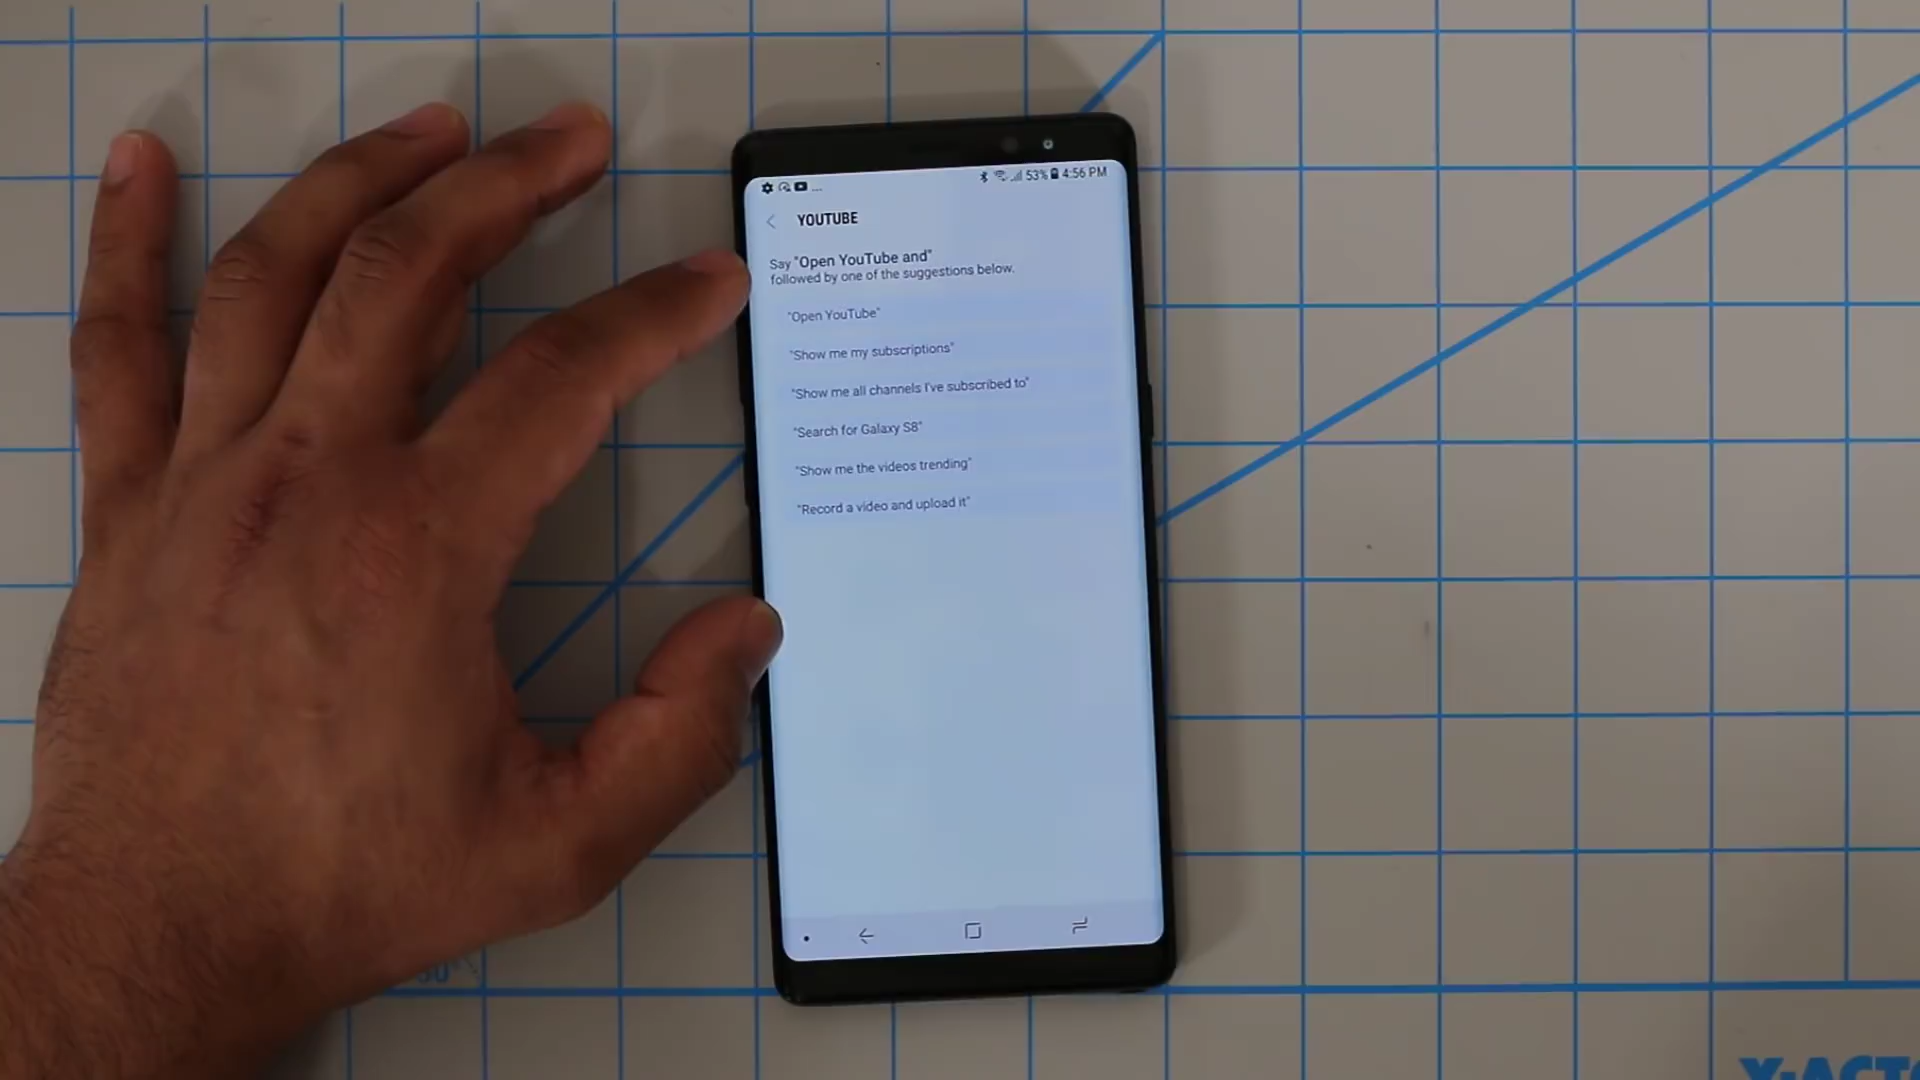 ... 53% 4:56 PM
YOUTUBE
Say "Open YouTube and"
followed by one of the suggestions below.
"Open YouTube"
"Show me my subscriptions"
"Show me all channels I've subscribed to"
"Search for Galaxy S8"
"Show me the videos trending"
"Record a video and upload it"
X-ACTO